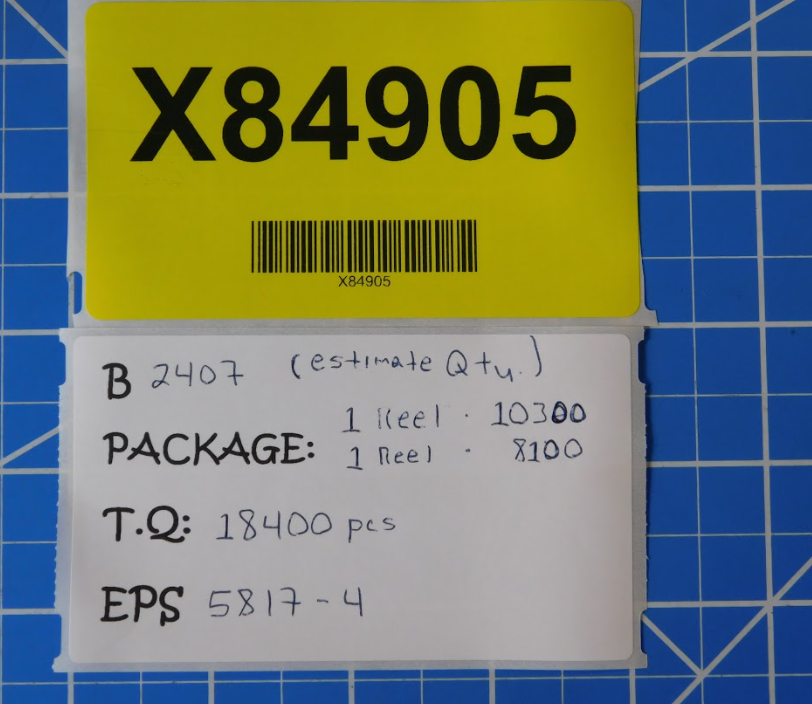 X84905
X84905
B 2407 (estimate Qty.)
PACKAGE: 1 Reel . 10300
1 Reel - 8100
T.Q: 18400 pcs
EPS 5817-4